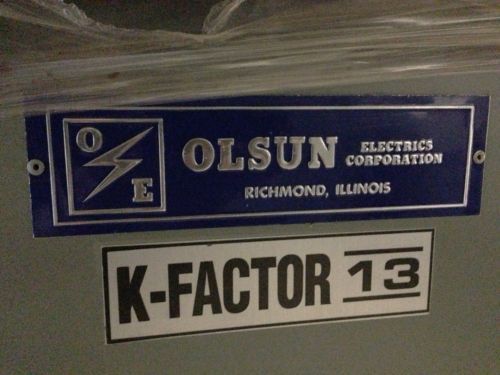 O
E
OLSUN ELECTRICS CORPORATION
RICHMOND, ILLINOIS
K-FACTOR 13